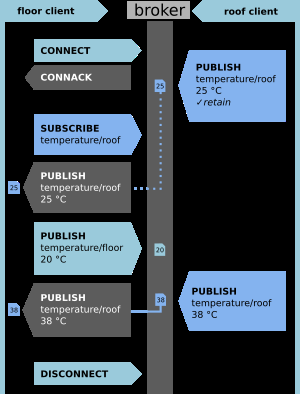 floor client
broker
roof client
CONNECT
CONNACK
PUBLISH
temperature/roof
25 °C
✓retain
25
SUBSCRIBE
temperature/roof
PUBLISH
temperature/roof
25 °C
25
PUBLISH
temperature/floor
20 °C
20
PUBLISH
temperature/roof
38 °C
38
38
PUBLISH
temperature/roof
38 °C
DISCONNECT